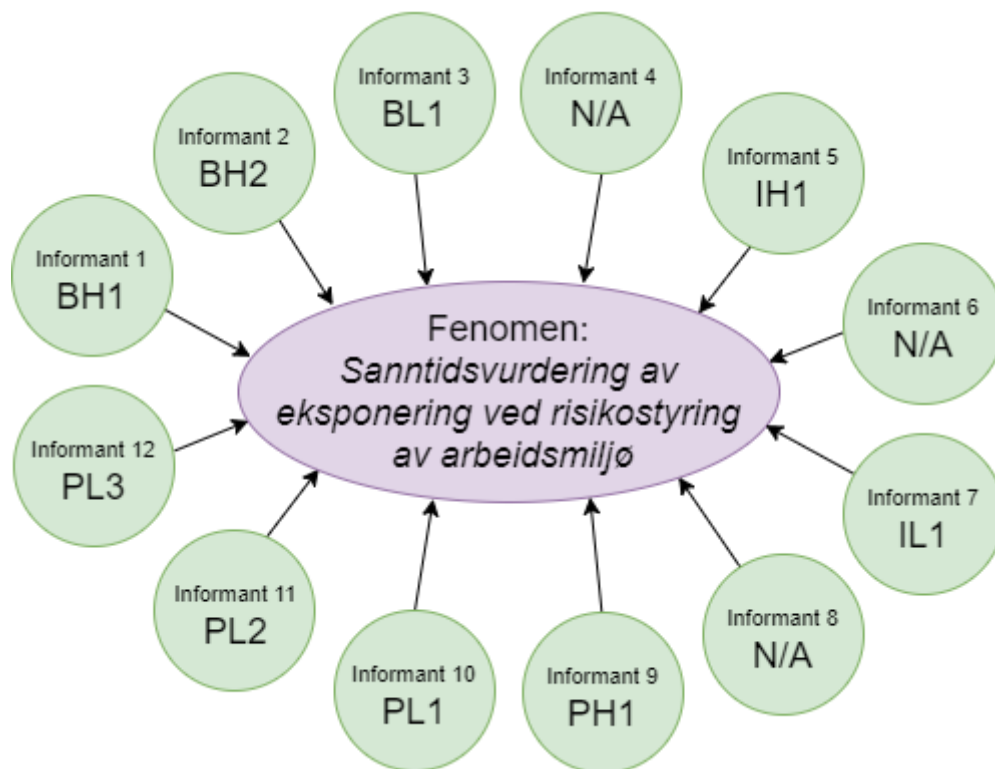 Informant 1
BH1
Informant 2
BH2
Informant 3
BL1
Informant 4
N/A
Informant 5
IH1
Informant 6
N/A
Informant 7
IL1
Informant 8
N/A
Informant 9
PH1
Informant 10
PL1
Informant 11
PL2
Informant 12
PL3
Fenomen:
Sanntidsvurdering av
eksponering ved risikostyring
av arbeidsmiljø